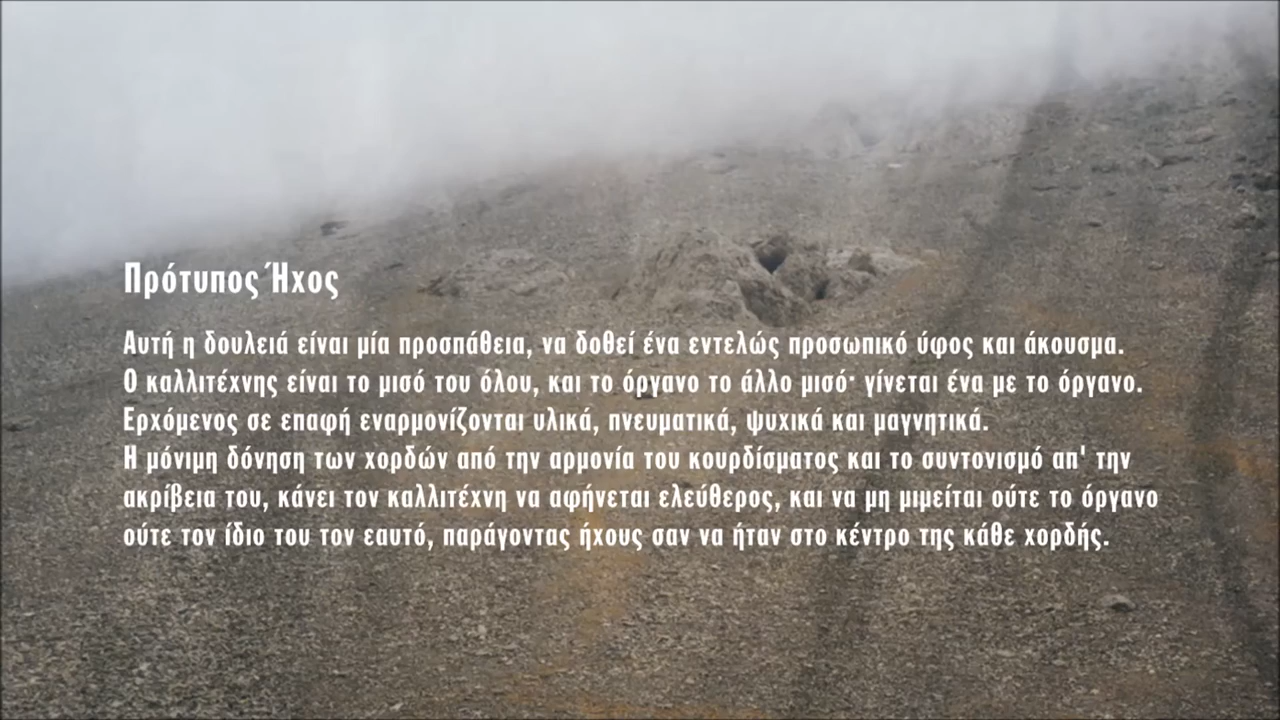 Πρότυπος Ήχος
Αυτή η δουλειά είναι μία προσπάθεια, να δοθεί ένα εντελώς προσωπικό ύφος και άκουσμα.
Ο καλλιτέχνης είναι το μισό του όλου, και το όργανο το άλλο μισό· γίνεται ένα με το όργανο.
Ερχόμενος σε επαφή εναρμονίζονται υλικά, πνευματικά, ψυχικά και μαγνητικά.
Η μόνιμη δόνηση των χορδών από την αρμονία του κουρδίσματος και το συντονισμό απ' την
ακρίβεια του, κάνει τον καλλιτέχνη να αφήνεται ελεύθερος, και να μη μιμείται ούτε το όργανο
ούτε τον ίδιο του τον εαυτό, παράγοντας ήχους σαν να ήταν στο κέντρο της κάθε χορδής.